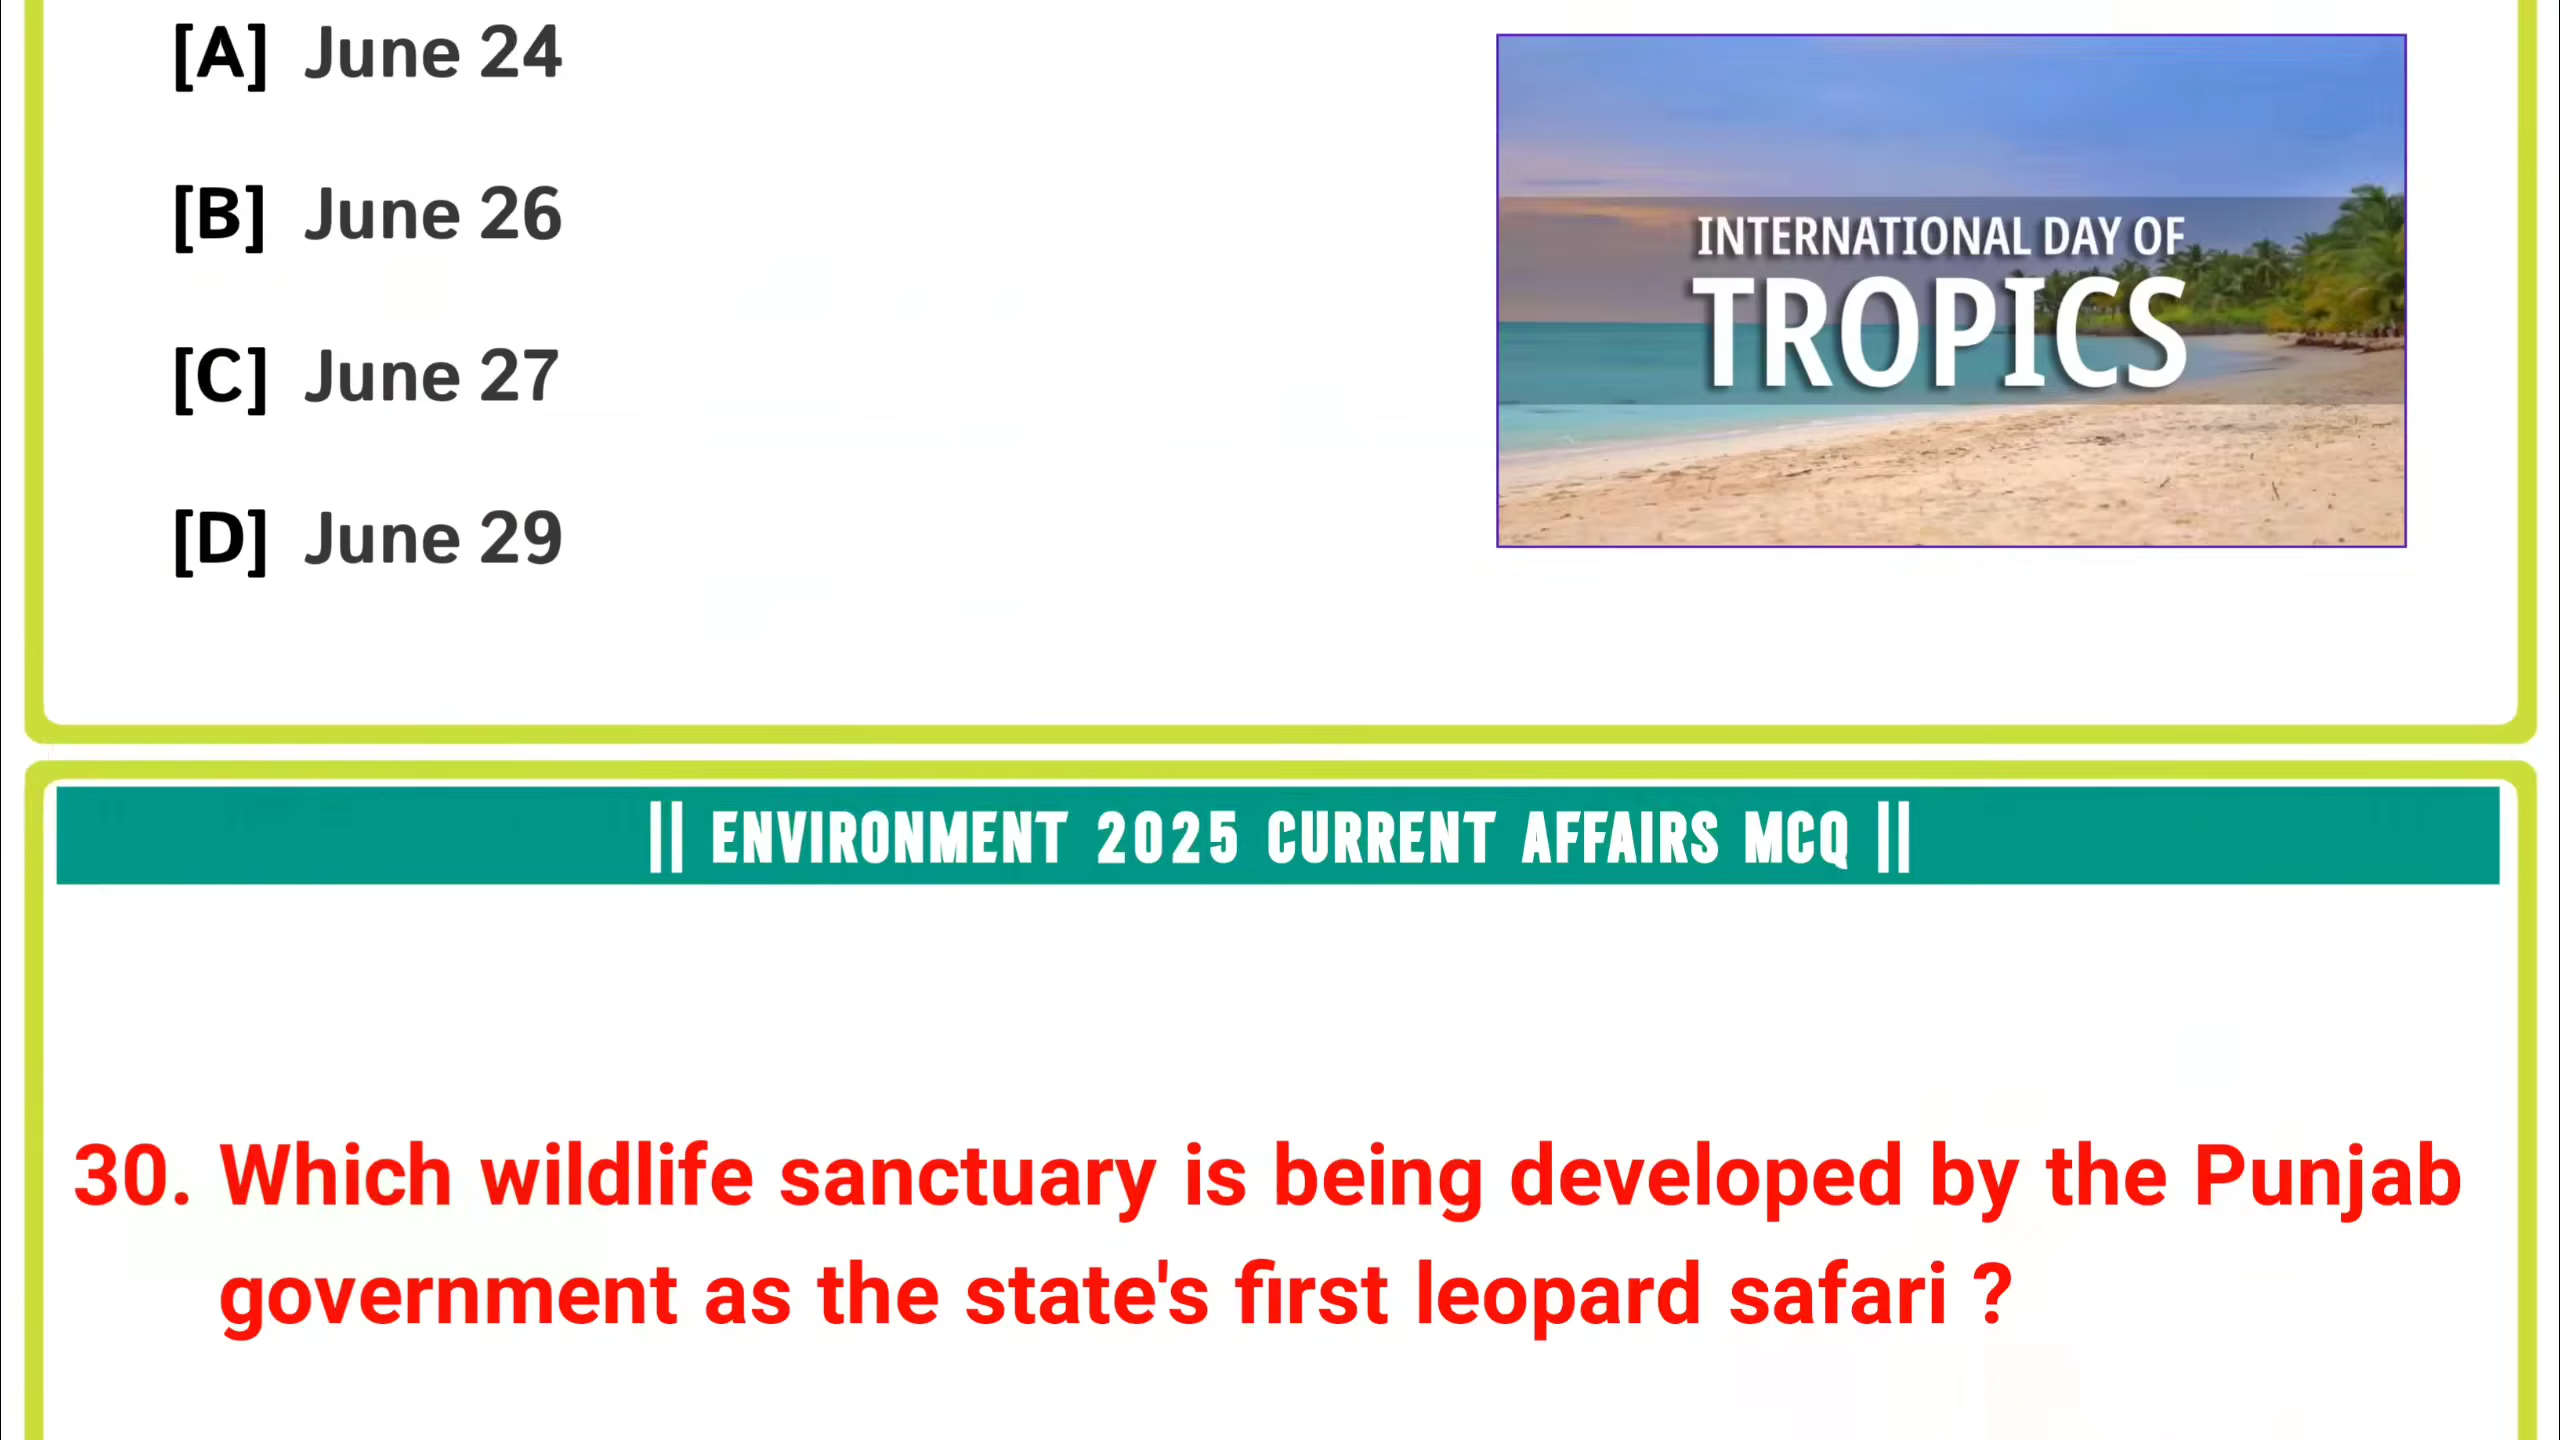 [A] June 24
[B] June 26
[C] June 27
[D] June 29
INTERNATIONAL DAY OF
TROPICS
|| ENVIRONMENT 2025 CURRENT AFFAIRS MCQ ||
30. Which wildlife sanctuary is being developed by the Punjab
government as the state's first leopard safari ?